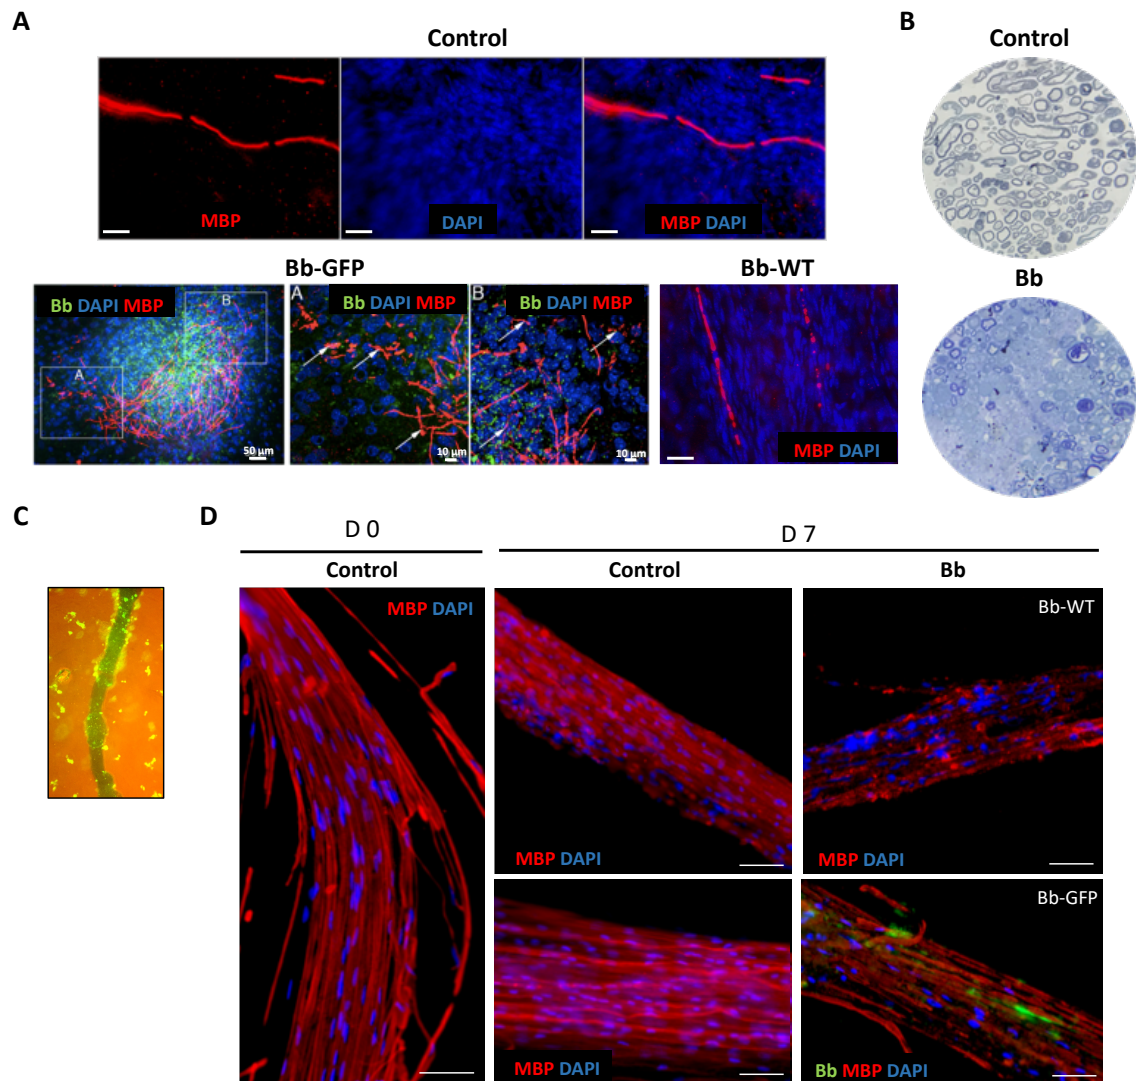 A
Control
MBP
DAPI
MBP DAPI
B
Control
Bb
Bb-GFP
Bb DAPI MBP
A
B
50 µm
A
Bb DAPI MBP
10 µm
B
Bb DAPI MBP
10 µm
Bb-WT
MBP DAPI
C
D
D 0
Control
MBP DAPI
D 7
Control
Bb
MBP DAPI
Bb-WT
MBP DAPI
MBP DAPI
Bb-GFP
Bb MBP DAPI